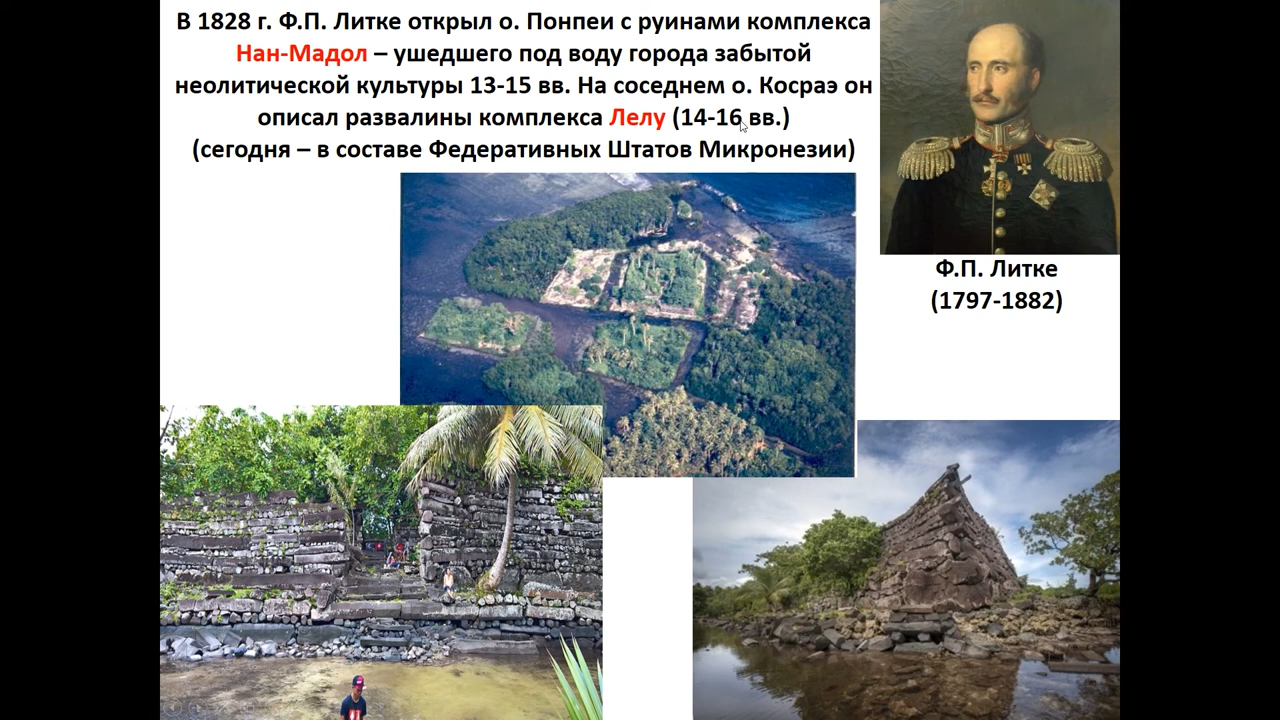 В 1828 г. Ф.П. Литке открыл о. Понпеи с руинами комплекса
Нан-Мадол – ушедшего под воду города забытой
неолитической культуры 13-15 вв. На соседнем о. Косраэ он
описал развалины комплекса Лелу (14-16 вв.)
(сегодня – в составе Федеративных Штатов Микронезии)
Ф.П. Литке
(1797-1882)